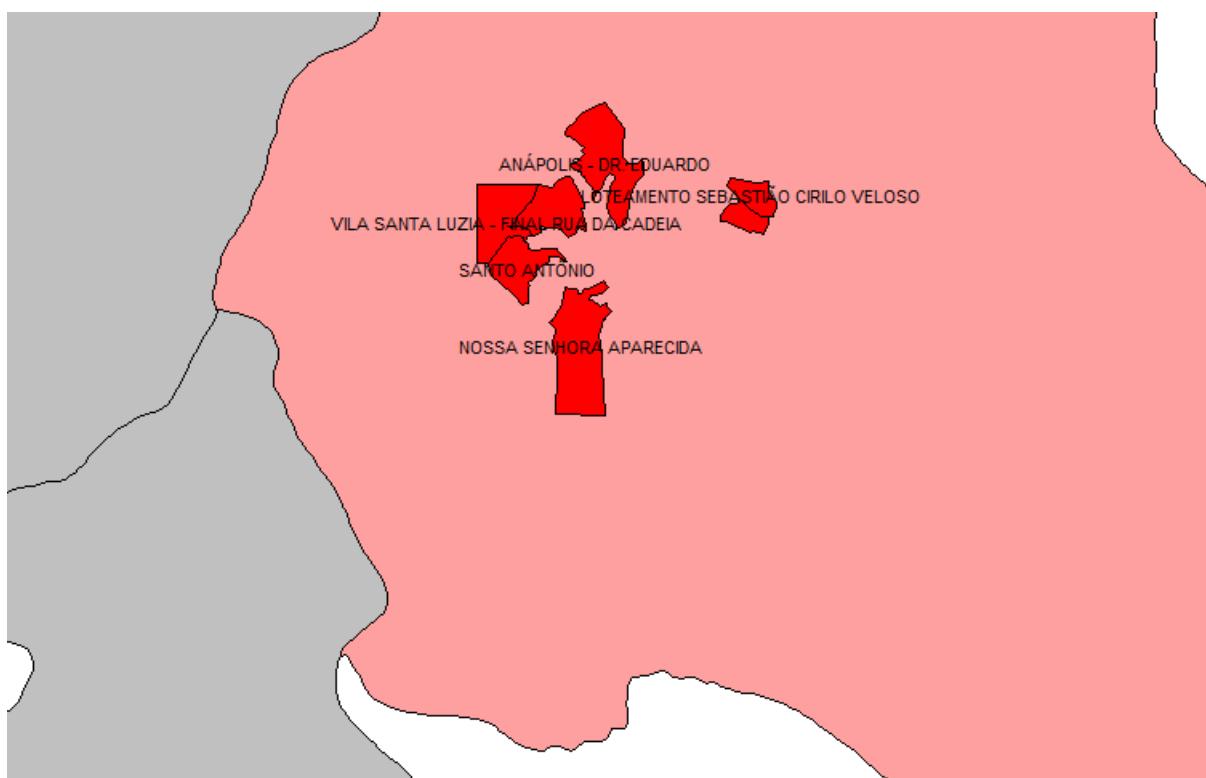 ANÁPOLIS - DR. EDUARDO
LOTEAMENTO SEBASTIÃO CIRILO VELOSO
VILA SANTA LUZIA - FINAL RUA DA CADEIA
SANTO ANTÔNIO
NOSSA SENHORA APARECIDA